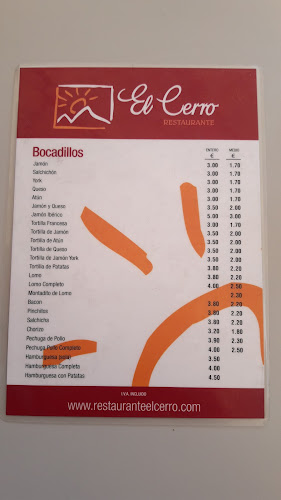 El Cerro
RESTAURANTE
Bocadillos
ENTERO € MEDIO €
Jamón 3.00 1.70
Salchichón 3.00 1.70
York 3.00 1.70
Queso 3.00 1.70
Atún 3.00 1.70
Jamón y Queso 3.50 2.00
Jamón Ibérico 5.00 3.00
Tortilla Francesa 3.00 1.70
Tortilla de Jamón 3.50 2.00
Tortilla de Atún 3.50 2.00
Tortilla de Queso 3.50 2.00
Tortilla de Jamón York 3.50 2.00
Tortilla de Patatas 3.80 2.20
Lomo 3.80 2.20
Lomo Completo 4.00 2.50
Montadito de Lomo 2.30
Bacon 3.80 2.20
Pinchitos 3.80 2.20
Salchicha 3.80 2.20
Chorizo 3.20 1.80
Pechuga de Pollo 3.90 2.30
Pechuga Pollo Completo 4.00 2.50
Hamburguesa (sola) 3.50
Hamburguesa Completa 4.00
Hamburguesa con Patatas 4.50
I.V.A. INCLUIDO
www.restauranteelcerro.com